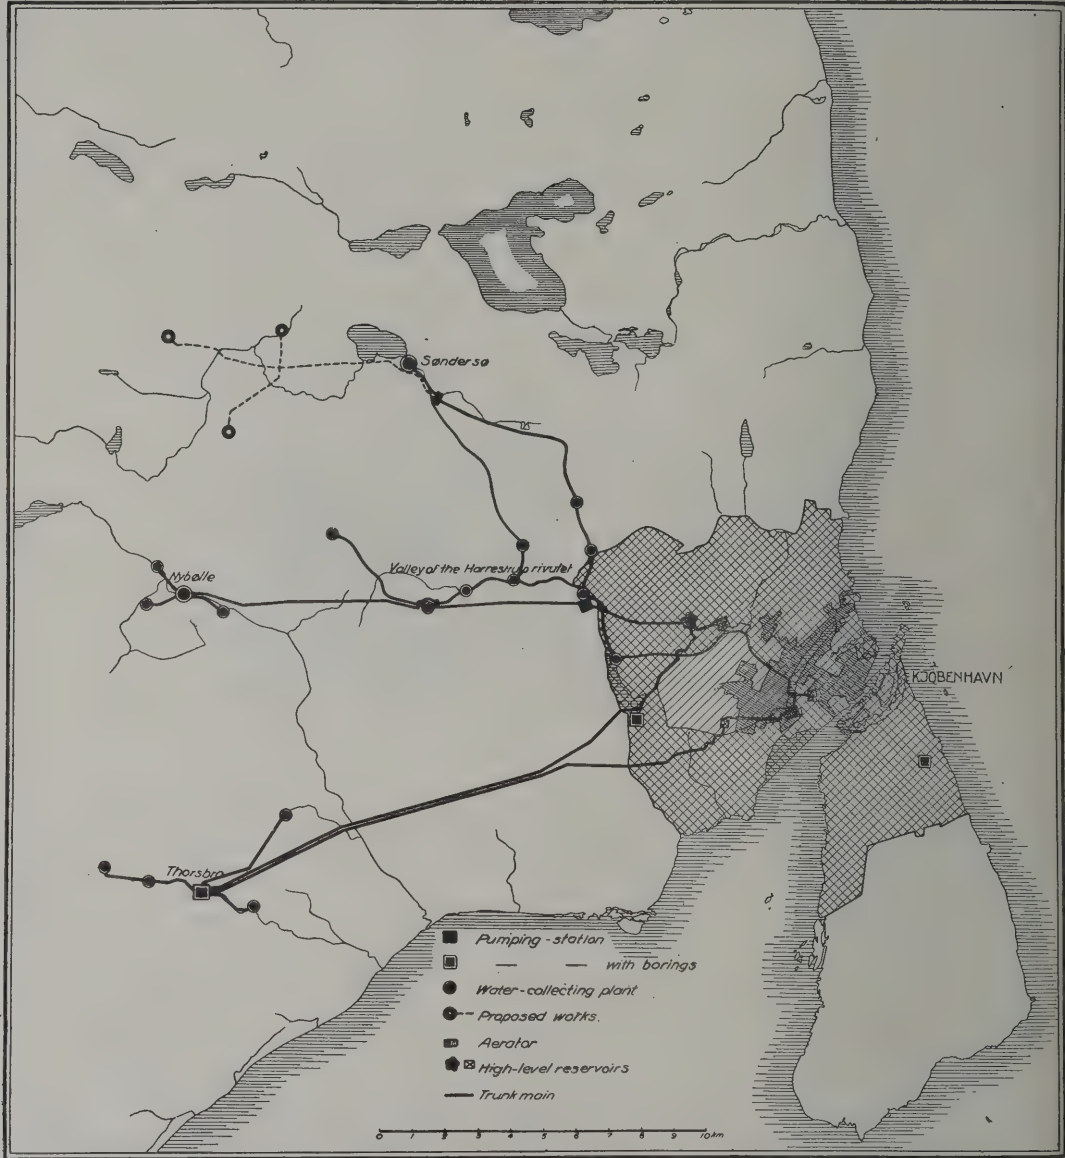 Søndersø
Valley of the Harrestrup rivulet
Nybølle
KJØBENHAVN
Thorsbro
Pumping-station
— — with borings
Water-collecting plant
Proposed works.
Aerator
High-level reservoirs
Trunk main
0 1 2 3 4 5 6 7 8 9 10 km